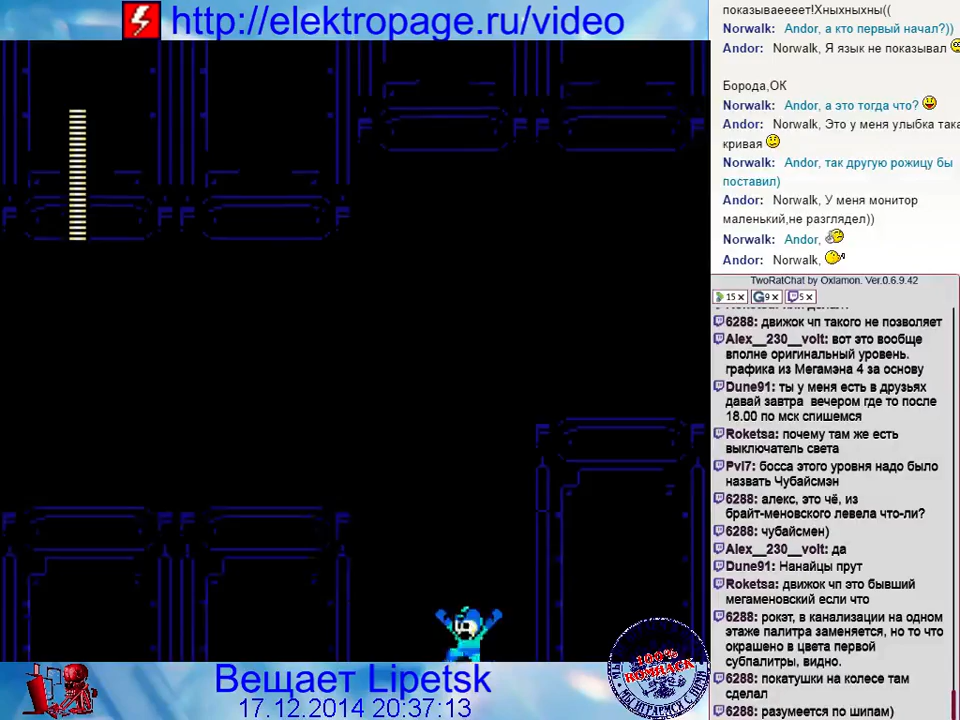 http://elektropage.ru/video
показываеееет!Хныхныхны((
Norwalk: Andor, а кто первый начал?))
Andor: Norwalk, Я язык не показывал
Борода,ОК
Norwalk: Andor, а это тогда что?
Andor: Norwalk, Это у меня улыбка така
кривая
Norwalk: Andor, так другую рожицу бы
поставил)
Andor: Norwalk, У меня монитор
маленький,не разглядел))
Norwalk: Andor,
Andor: Norwalk,
TwoRatChat by Oxlamon. Ver.0.6.9.42
15 x 9 x 5 x
6288: движок чп такого не позволяет
Alex__230__volt: вот это вообще
вполне оригинальный уровень.
графика из Мегамэна 4 за основу
Dune91: ты у меня есть в друзьях
давай завтра вечером где то после
18.00 по мск спишемся
Roketsa: почему там же есть
выключатель света
Pvl7: босса этого уровня надо было
назвать Чубайсмэн
6288: алекс, это чё, из
брайт-меновского левела что-ли?
6288: чубайсмен)
Alex__230__volt: да
Dune91: Нанайцы прут
Roketsa: движок чп это бывший
мегаменовский если что
6288: рокэт, в канализации на одном
этаже палитра заменяется, но то что
окрашено в цвета первой
субпалитры, видно.
6288: покатушки на колесе там
сделал
6288: разумеется по шипам)
100%
ROMHACK
Вещает Lipetsk
17.12.2014 20:37:13